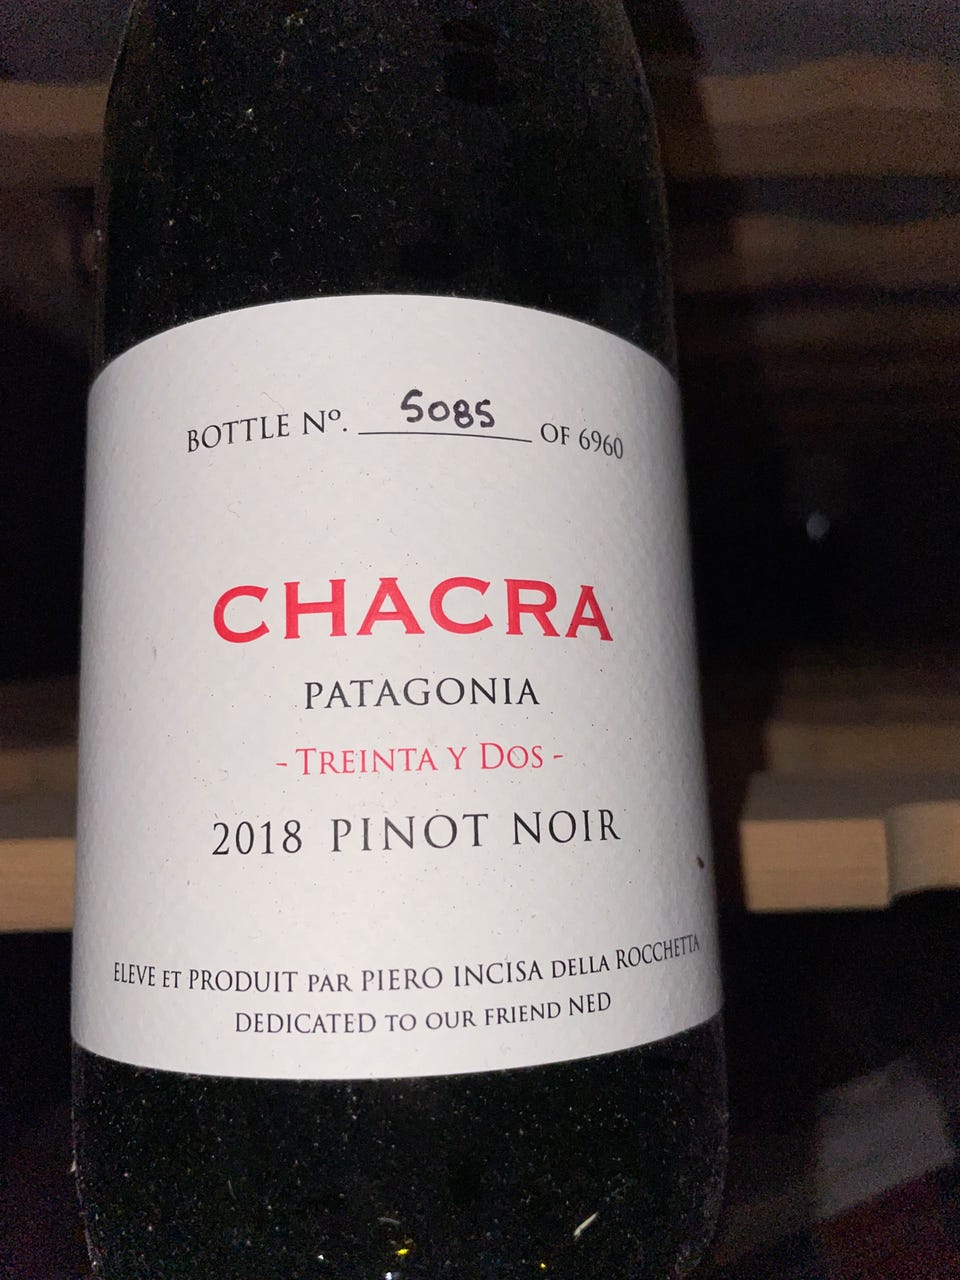 BOTTLE Nº. 5085 OF 6960
CHACRA
PATAGONIA
- TREINTA Y DOS -
2018 PINOT NOIR
ELEVE ET PRODUIT PAR PIERO INCISA DELLA ROCCHETTA
DEDICATED TO OUR FRIEND NED